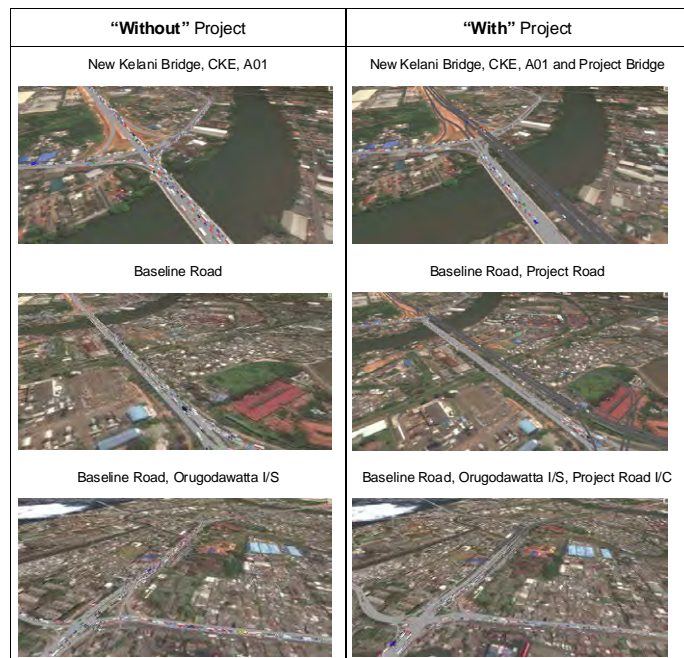 “Without” Project
“With” Project
New Kelani Bridge, CKE, A01
New Kelani Bridge, CKE, A01 and Project Bridge
Baseline Road
Baseline Road, Project Road
Baseline Road, Orugodawatta I/S
Baseline Road, Orugodawatta I/S, Project Road I/C